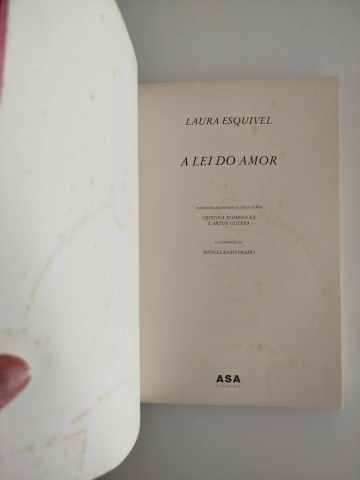 LAURA ESQUIVEL
A LEI DO AMOR
CRISTINA RODRIGUEZ
E ARTUR GUERRA
MIGUELANXO PRADO
ASA